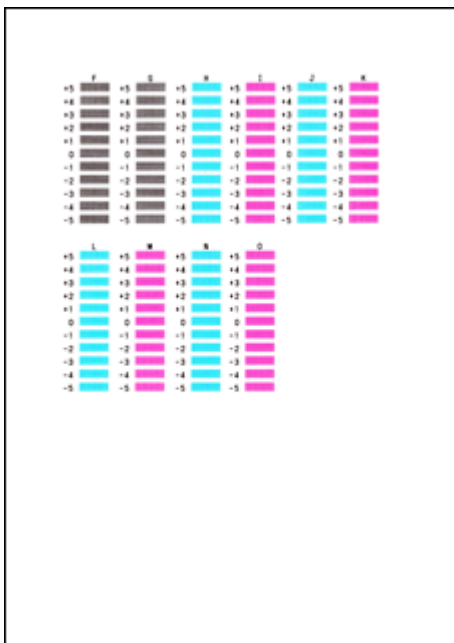 F G H I J K
+5 +5 +5 +5 +5 +5
+4 +4 +4 +4 +4 +4
+3 +3 +3 +3 +3 +3
+2 +2 +2 +2 +2 +2
+1 +1 +1 +1 +1 +1
0 0 0 0 0 0
-1 -1 -1 -1 -1 -1
-2 -2 -2 -2 -2 -2
-3 -3 -3 -3 -3 -3
-4 -4 -4 -4 -4 -4
-5 -5 -5 -5 -5 -5
L M N O
+5 +5 +5 +5
+4 +4 +4 +4
+3 +3 +3 +3
+2 +2 +2 +2
+1 +1 +1 +1
0 0 0 0
-1 -1 -1 -1
-2 -2 -2 -2
-3 -3 -3 -3
-4 -4 -4 -4
-5 -5 -5 -5